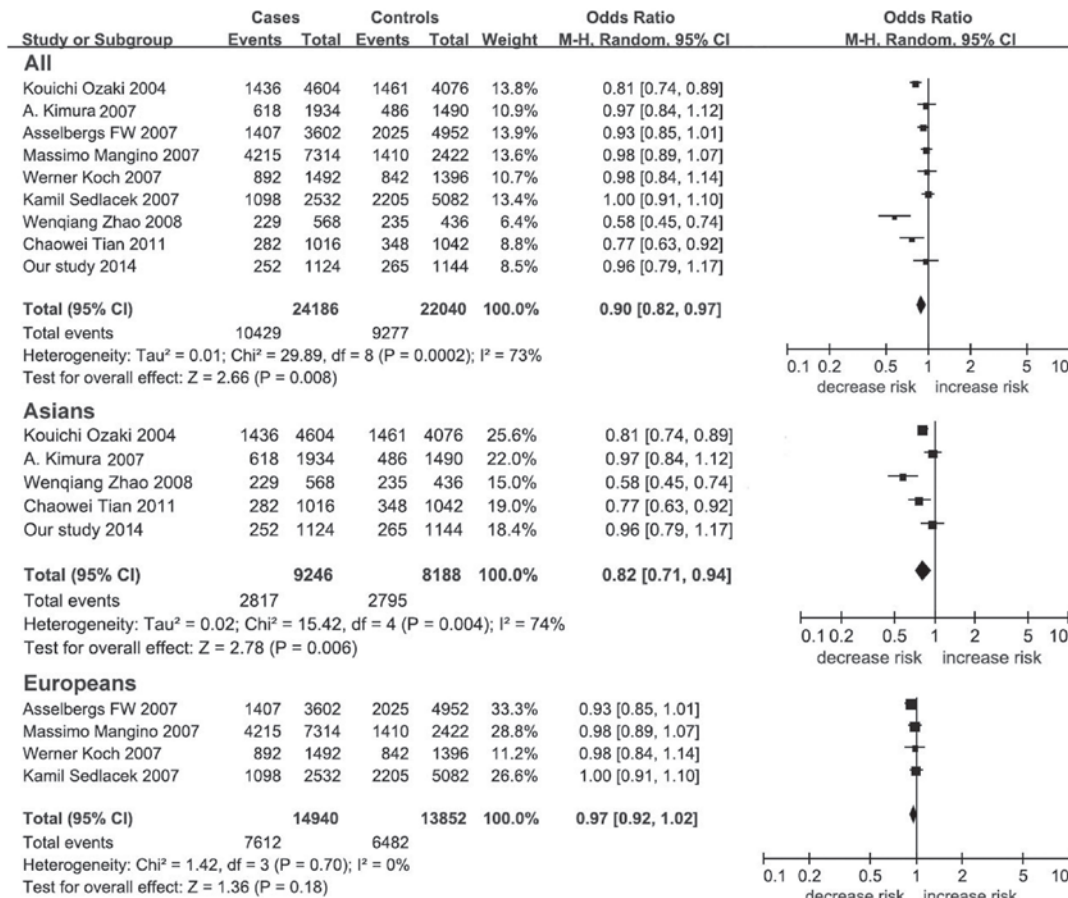 Cases Controls Odds Ratio Odds Ratio
Study or Subgroup Events Total Events Total Weight M-H, Random, 95% CI M-H, Random, 95% CI
All
Kouichi Ozaki 2004 1436 4604 1461 4076 13.8% 0.81 [0.74, 0.89]
A. Kimura 2007 618 1934 486 1490 10.9% 0.97 [0.84, 1.12]
Asselbergs FW 2007 1407 3602 2025 4952 13.9% 0.93 [0.85, 1.01]
Massimo Mangino 2007 4215 7314 1410 2422 13.6% 0.98 [0.89, 1.07]
Werner Koch 2007 892 1492 842 1396 10.7% 0.98 [0.84, 1.14]
Kamil Sedlacek 2007 1098 2532 2205 5082 13.4% 1.00 [0.91, 1.10]
Wenqiang Zhao 2008 229 568 235 436 6.4% 0.58 [0.45, 0.74]
Chaowei Tian 2011 282 1016 348 1042 8.8% 0.77 [0.63, 0.92]
Our study 2014 252 1124 265 1144 8.5% 0.96 [0.79, 1.17]
Total (95% CI) 24186 22040 100.0% 0.90 [0.82, 0.97]
Total events 10429 9277
Heterogeneity: Tau² = 0.01; Chi² = 29.89, df = 8 (P = 0.0002); I² = 73%
Test for overall effect: Z = 2.66 (P = 0.008)
0.1 0.2 0.5 1 2 5 10
decrease risk increase risk
Asians
Kouichi Ozaki 2004 1436 4604 1461 4076 25.6% 0.81 [0.74, 0.89]
A. Kimura 2007 618 1934 486 1490 22.0% 0.97 [0.84, 1.12]
Wenqiang Zhao 2008 229 568 235 436 15.0% 0.58 [0.45, 0.74]
Chaowei Tian 2011 282 1016 348 1042 19.0% 0.77 [0.63, 0.92]
Our study 2014 252 1124 265 1144 18.4% 0.96 [0.79, 1.17]
Total (95% CI) 9246 8188 100.0% 0.82 [0.71, 0.94]
Total events 2817 2795
Heterogeneity: Tau² = 0.02; Chi² = 15.42, df = 4 (P = 0.004); I² = 74%
Test for overall effect: Z = 2.78 (P = 0.006)
0.1 0.2 0.5 1 2 5 10
decrease risk increase risk
Europeans
Asselbergs FW 2007 1407 3602 2025 4952 33.3% 0.93 [0.85, 1.01]
Massimo Mangino 2007 4215 7314 1410 2422 28.8% 0.98 [0.89, 1.07]
Werner Koch 2007 892 1492 842 1396 11.2% 0.98 [0.84, 1.14]
Kamil Sedlacek 2007 1098 2532 2205 5082 26.6% 1.00 [0.91, 1.10]
Total (95% CI) 14940 13852 100.0% 0.97 [0.92, 1.02]
Total events 7612 6482
Heterogeneity: Chi² = 1.42, df = 3 (P = 0.70); I² = 0%
Test for overall effect: Z = 1.36 (P = 0.18)
0.1 0.2 0.5 1 2 5 10
decrease risk increase risk